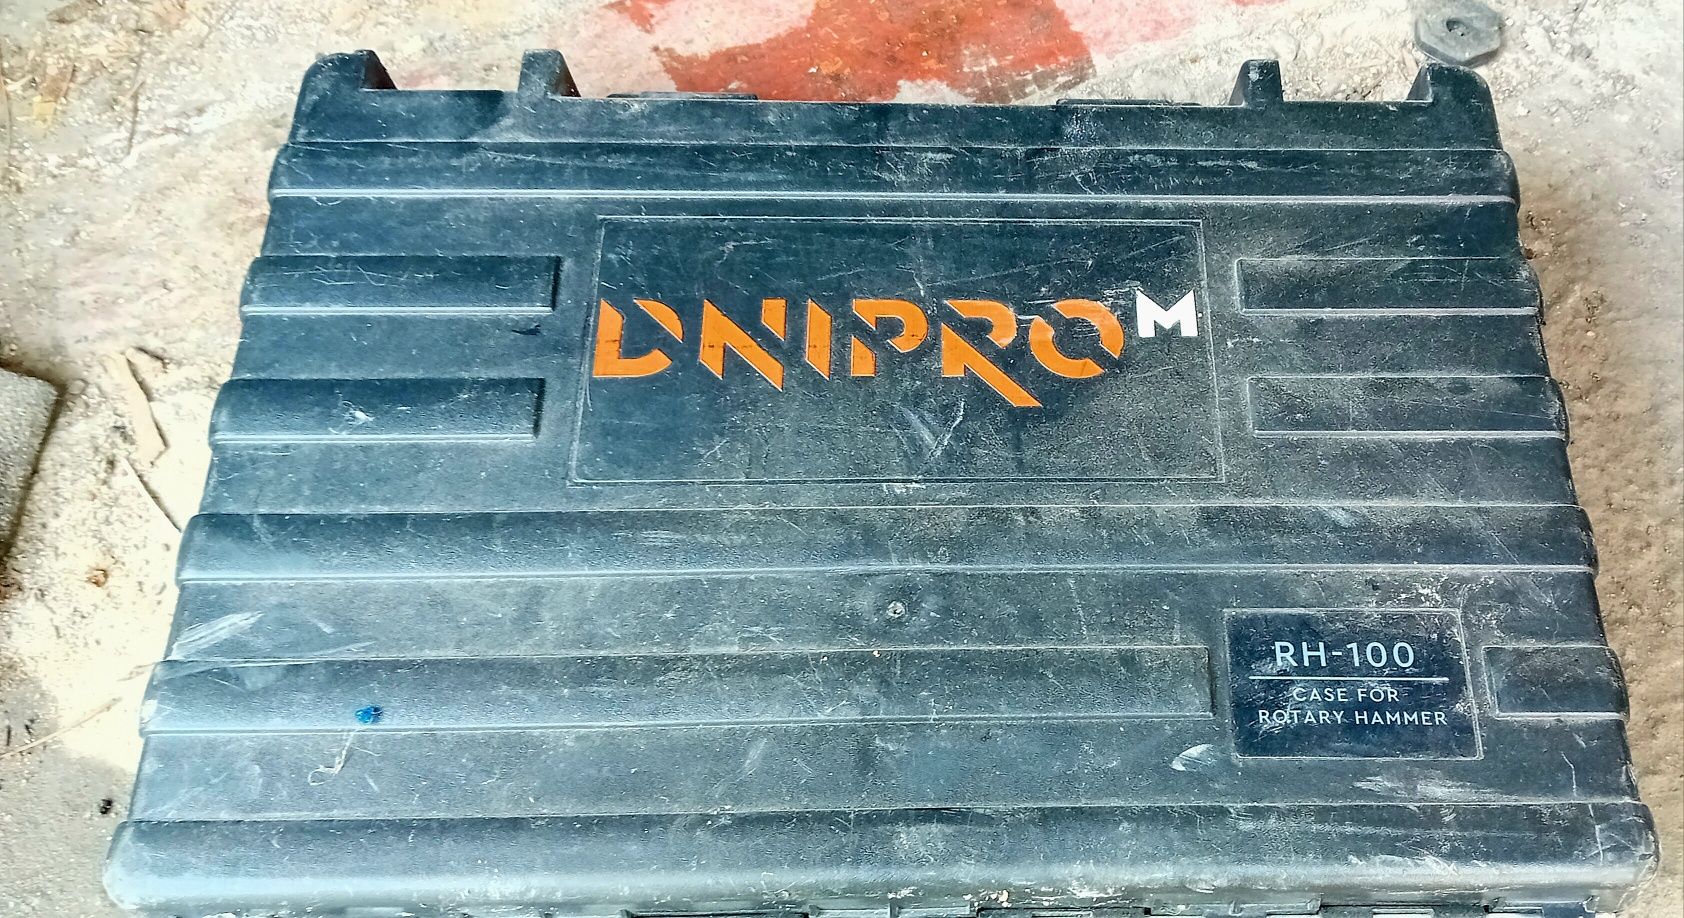 DNIPRO M
RH-100
CASE FOR
ROTARY HAMMER